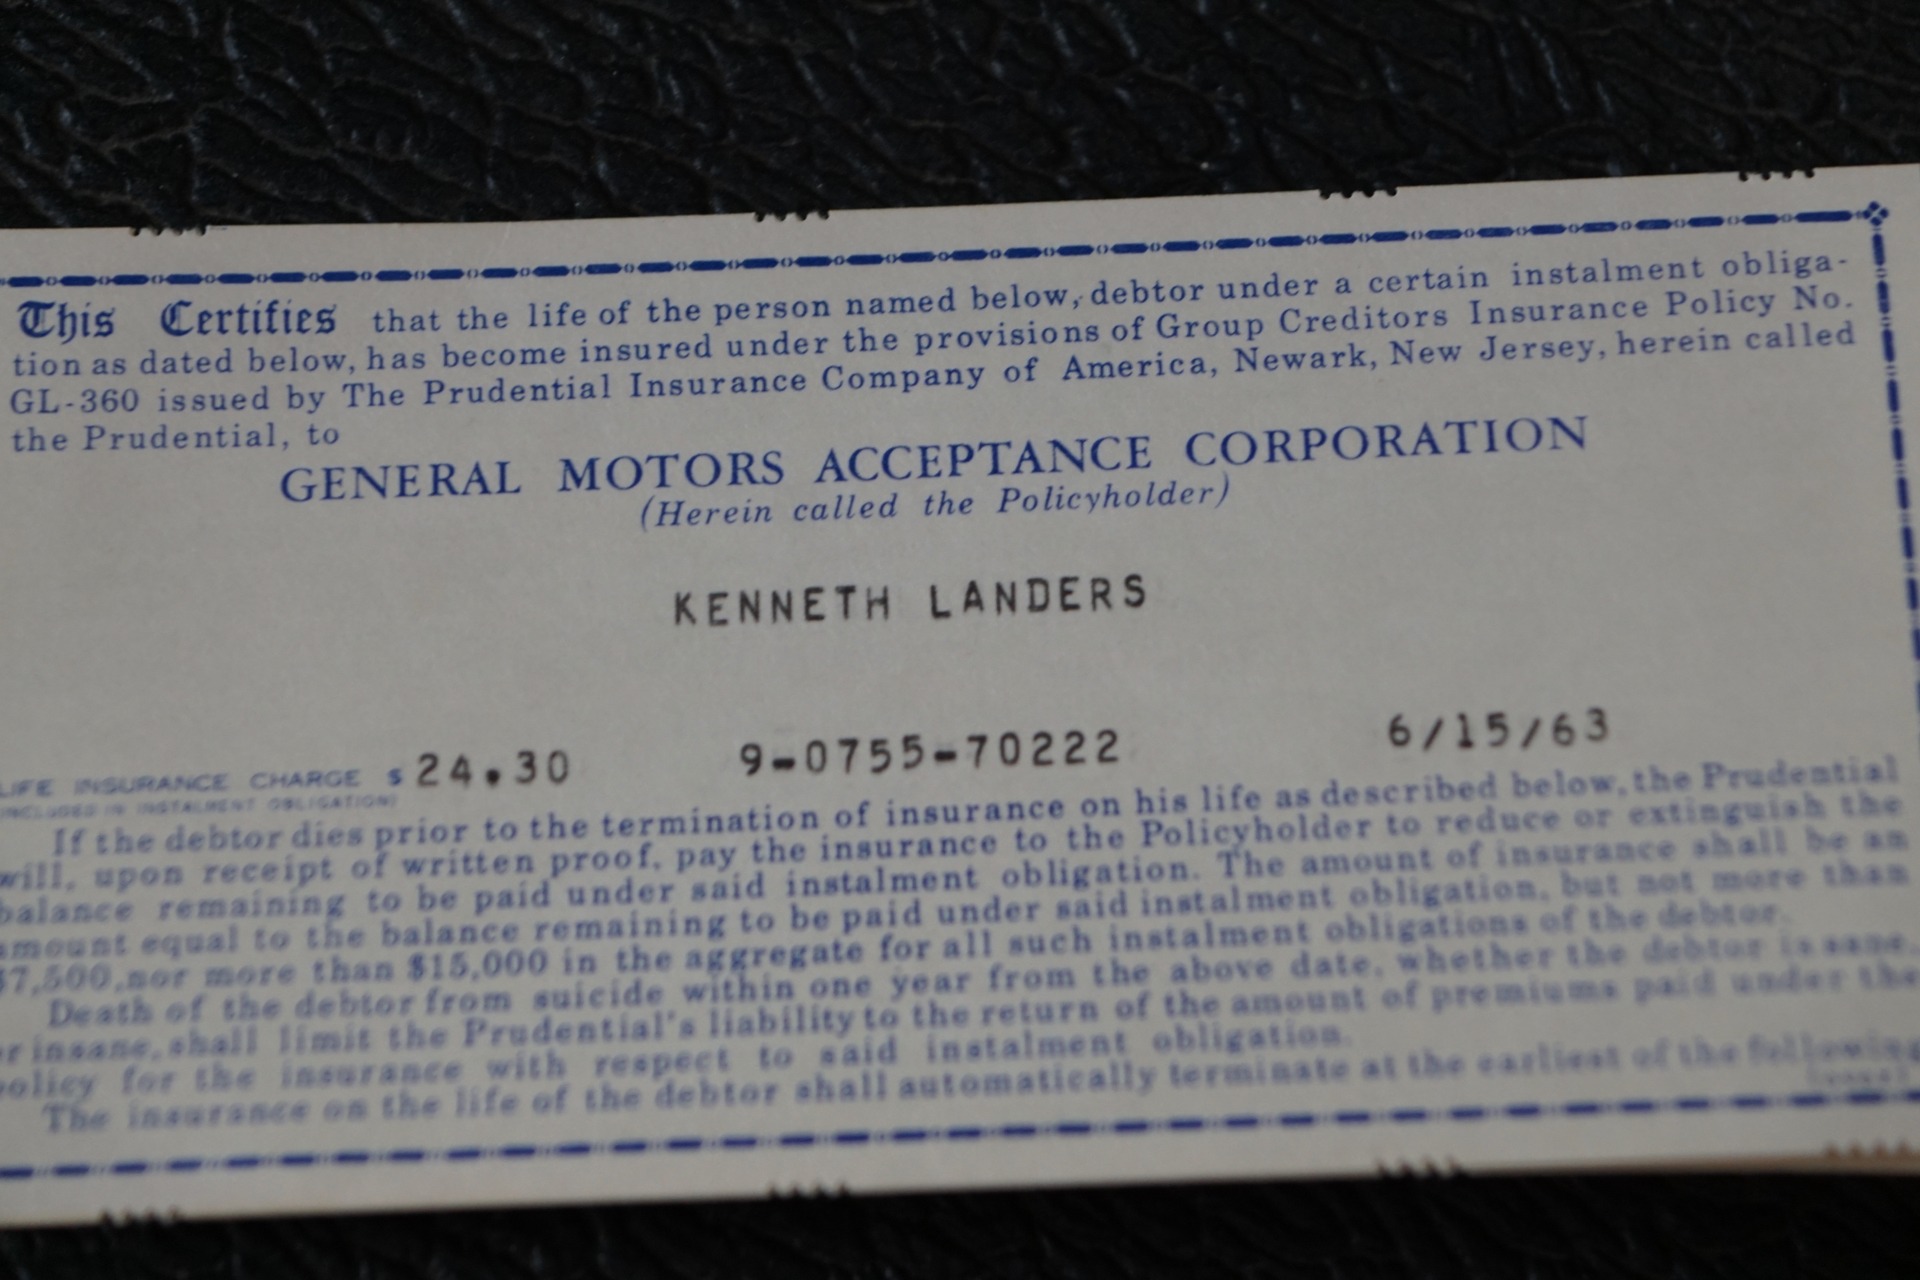 This Certifies that the life of the person named below, debtor under a certain instalment obliga-
tion as dated below, has become insured under the provisions of Group Creditors Insurance Policy No.
GL-360 issued by The Prudential Insurance Company of America, Newark, New Jersey, herein called
the Prudential, to
GENERAL MOTORS ACCEPTANCE CORPORATION
(Herein called the Policyholder)
KENNETH LANDERS
LIFE INSURANCE CHARGE $ 24.30 9-0755-70222 6/15/63
(INCLUDED IN INSTALMENT OBLIGATION)
If the debtor dies prior to the termination of insurance on his life as described below, the Prudential
will, upon receipt of written proof, pay the insurance to the Policyholder to reduce or extinguish the
balance remaining to be paid under said instalment obligation. The amount of insurance shall be an
amount equal to the balance remaining to be paid under said instalment obligation, but not more than
$7,500, nor more than $15,000 in the aggregate for all such instalment obligations of the debtor.
Death of the debtor from suicide within one year from the above date, whether the debtor is sane,
or insane, shall limit the Prudential's liability to the return of the amount of premiums paid under the
policy for the insurance with respect to said instalment obligation.
The insurance on the life of the debtor shall automatically terminate at the earliest of the following